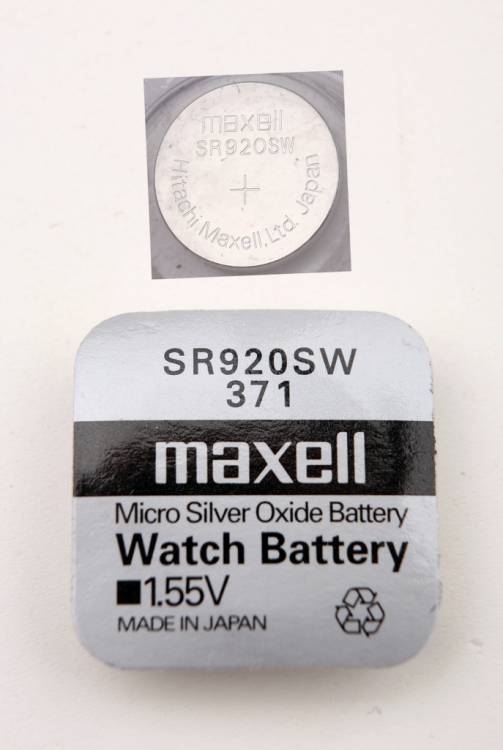 maxell
SR920SW
+
Hitachi Maxell, Ltd. Japan
SR920SW
371
maxell
Micro Silver Oxide Battery
Watch Battery
■1.55V
MADE IN JAPAN